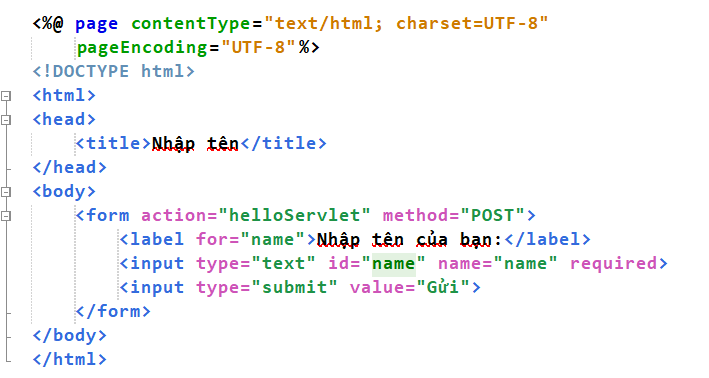 <%@ page contentType="text/html; charset=UTF-8"
    pageEncoding="UTF-8"%>
<!DOCTYPE html>
<html>
<head>
    <title>Nhập tên</title>
</head>
<body>
    <form action="helloServlet" method="POST">
        <label for="name">Nhập tên của bạn:</label>
        <input type="text" id="name" name="name" required>
        <input type="submit" value="Gửi">
    </form>
</body>
</html>